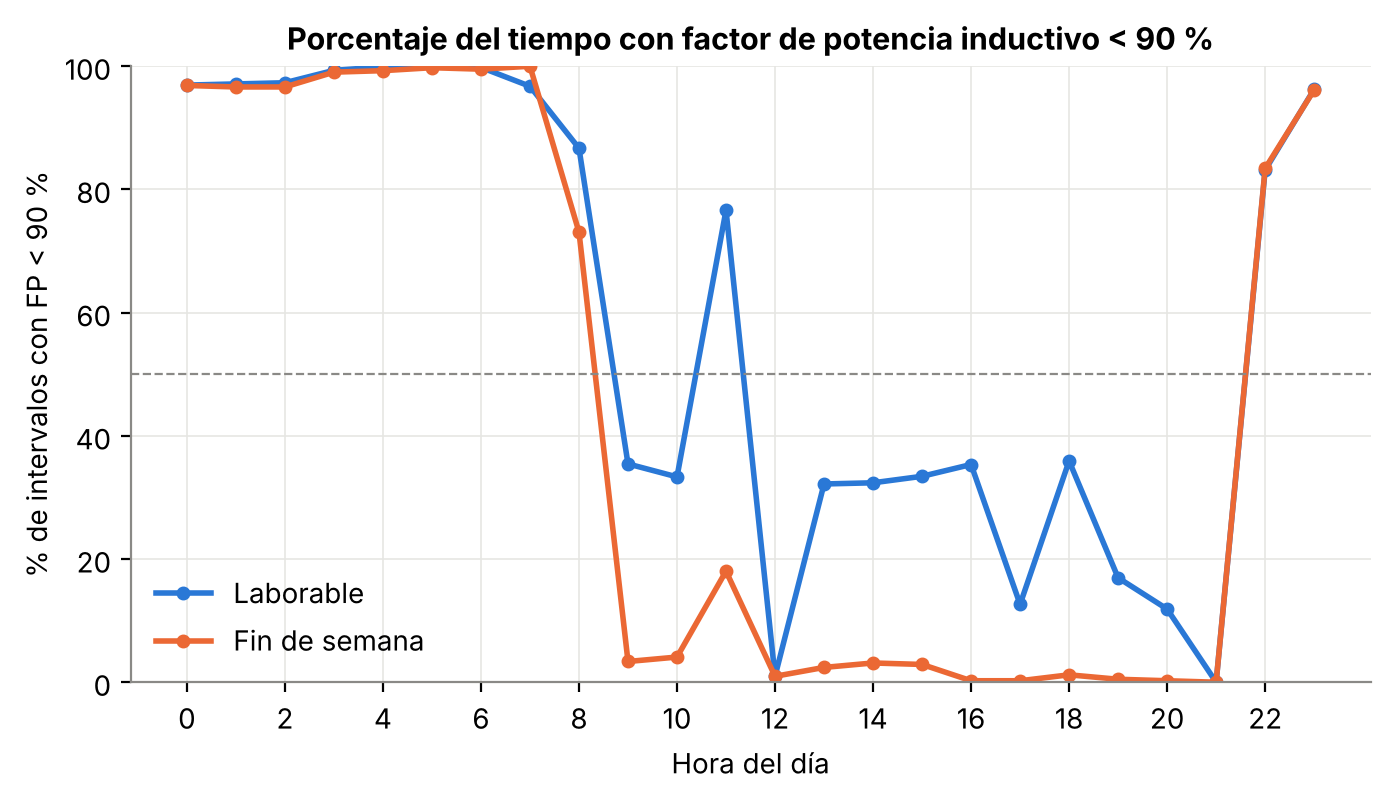 Porcentaje del tiempo con factor de potencia inductivo < 90 %
% de intervalos con FP < 90 %
100
80
60
40
20
0
Laborable
Fin de semana
0 2 4 6 8 10 12 14 16 18 20 22
Hora del día